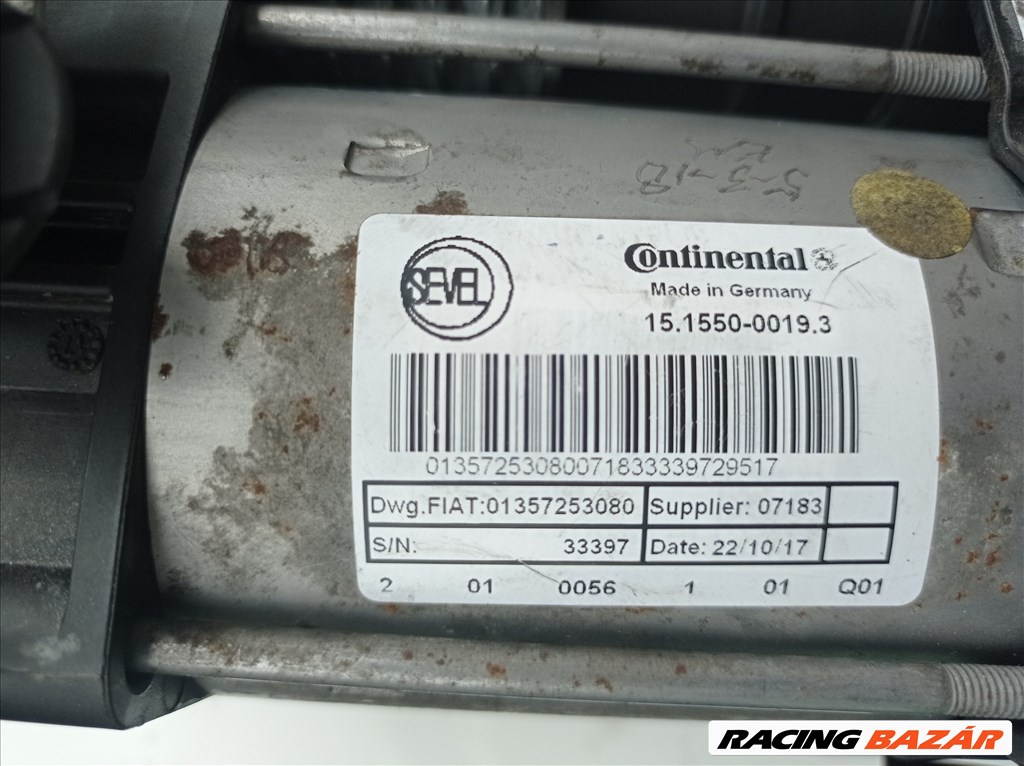 SEVEL
Continental
Made in Germany
15.1550-0019.3
01357253080071833339729517
Dwg.FIAT:01357253080 Supplier: 07183
S/N: 33397 Date: 22/10/17
2 01 0056 1 01 Q01
RACING BAZÁR